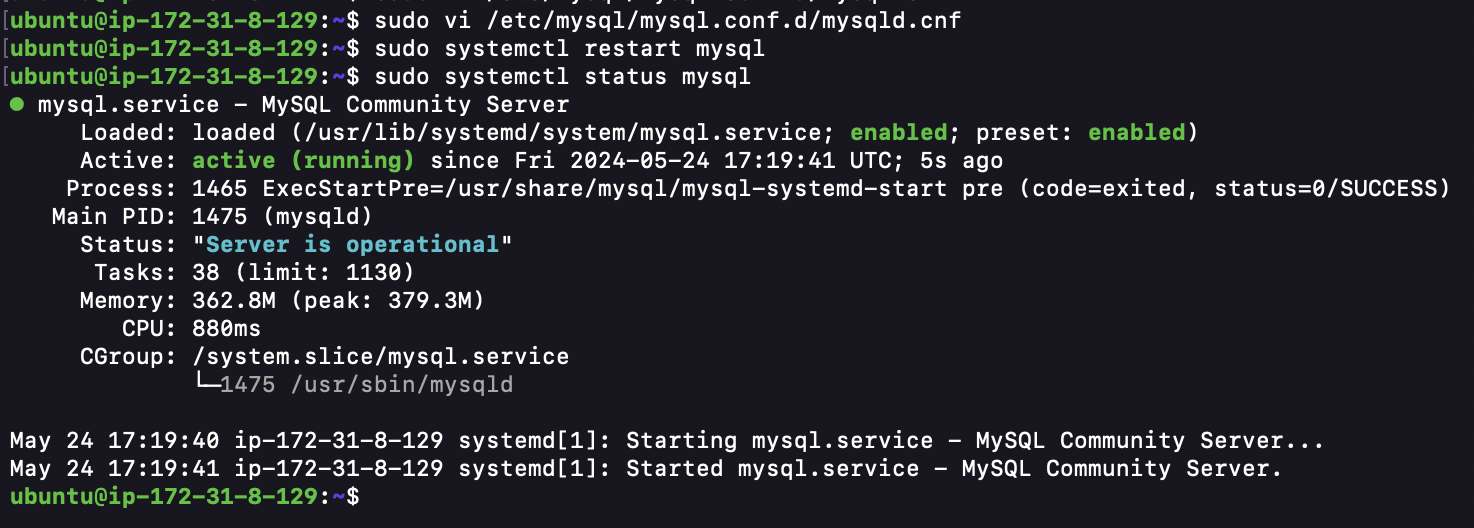 ubuntu@ip-172-31-8-129:~$ sudo vi /etc/mysql/mysql.conf.d/mysqld.cnf
[ubuntu@ip-172-31-8-129:~$ sudo systemctl restart mysql
[ubuntu@ip-172-31-8-129:~$ sudo systemctl status mysql
● mysql.service – MySQL Community Server
     Loaded: loaded (/usr/lib/systemd/system/mysql.service; enabled; preset: enabled)
     Active: active (running) since Fri 2024-05-24 17:19:41 UTC; 5s ago
    Process: 1465 ExecStartPre=/usr/share/mysql/mysql-systemd-start pre (code=exited, status=0/SUCCESS)
   Main PID: 1475 (mysqld)
     Status: "Server is operational"
      Tasks: 38 (limit: 1130)
     Memory: 362.8M (peak: 379.3M)
        CPU: 880ms
     CGroup: /system.slice/mysql.service
             └─1475 /usr/sbin/mysqld
May 24 17:19:40 ip-172-31-8-129 systemd[1]: Starting mysql.service – MySQL Community Server...
May 24 17:19:41 ip-172-31-8-129 systemd[1]: Started mysql.service – MySQL Community Server.
ubuntu@ip-172-31-8-129:~$